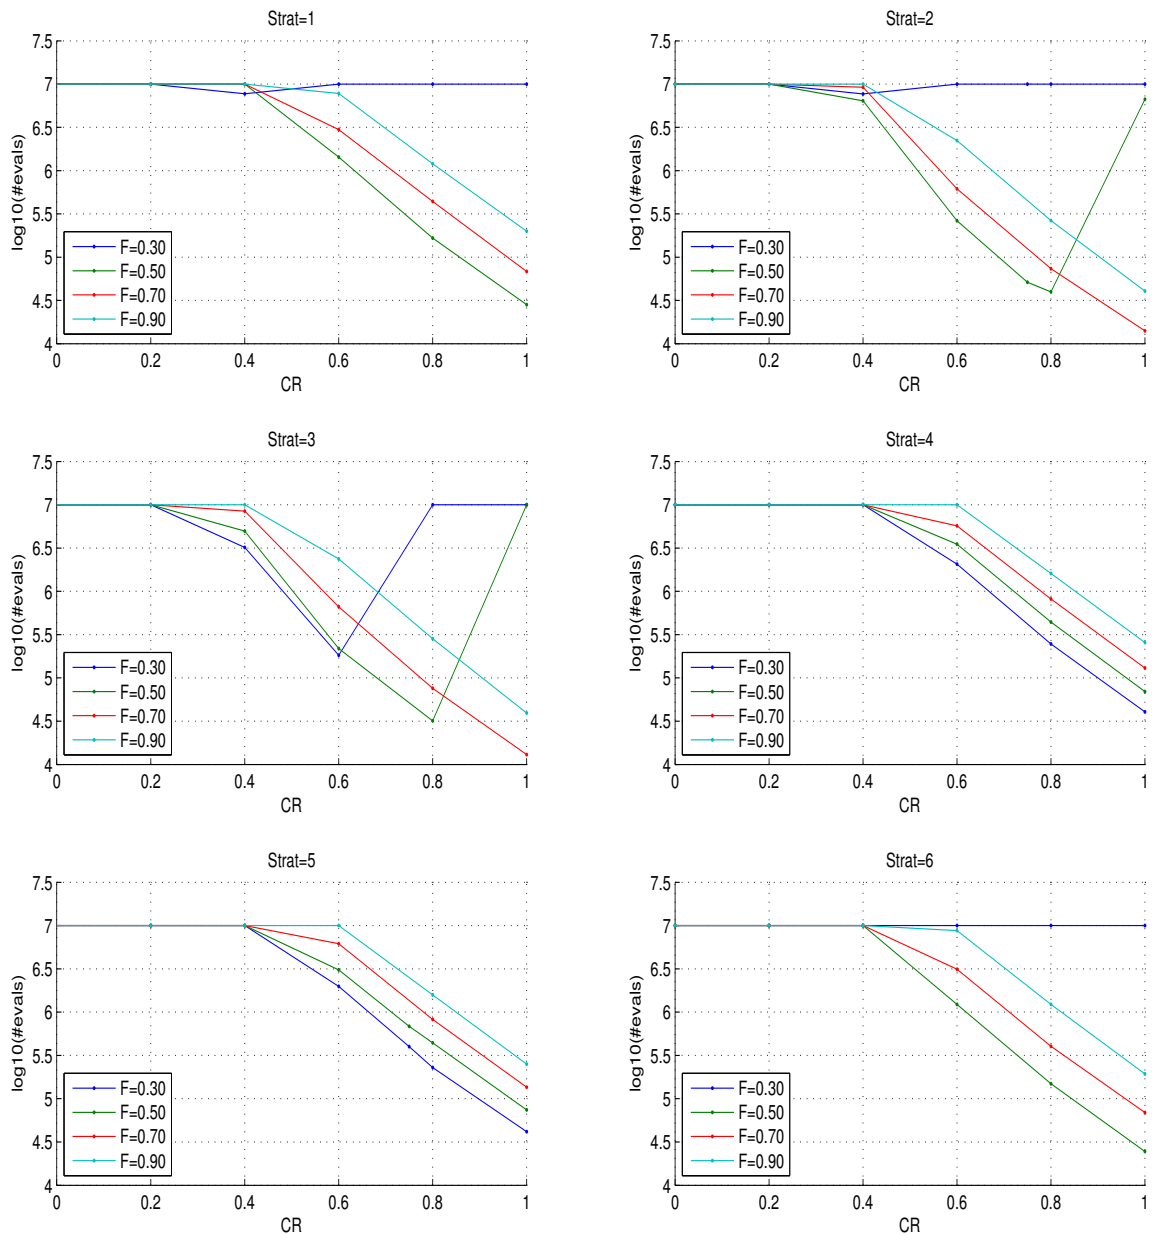 Strat=1
7.5
7
6.5
6
5.5
5
4.5
4
log10(#evals)
F=0.30
F=0.50
F=0.70
F=0.90
0 0.2 0.4 0.6 0.8 1
CR
Strat=2
7.5
7
6.5
6
5.5
5
4.5
4
log10(#evals)
F=0.30
F=0.50
F=0.70
F=0.90
0 0.2 0.4 0.6 0.8 1
CR
Strat=3
7.5
7
6.5
6
5.5
5
4.5
4
log10(#evals)
F=0.30
F=0.50
F=0.70
F=0.90
0 0.2 0.4 0.6 0.8 1
CR
Strat=4
7.5
7
6.5
6
5.5
5
4.5
4
log10(#evals)
F=0.30
F=0.50
F=0.70
F=0.90
0 0.2 0.4 0.6 0.8 1
CR
Strat=5
7.5
7
6.5
6
5.5
5
4.5
4
log10(#evals)
F=0.30
F=0.50
F=0.70
F=0.90
0 0.2 0.4 0.6 0.8 1
CR
Strat=6
7.5
7
6.5
6
5.5
5
4.5
4
log10(#evals)
F=0.30
F=0.50
F=0.70
F=0.90
0 0.2 0.4 0.6 0.8 1
CR